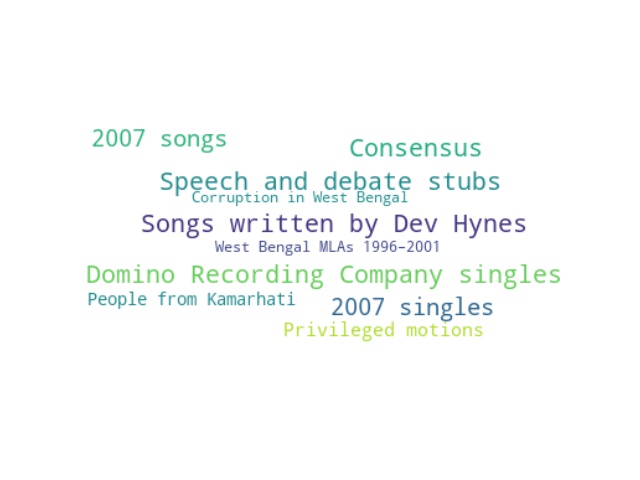 2007 songs
Consensus
Speech and debate stubs
Corruption in West Bengal
Songs written by Dev Hynes
West Bengal MLAs 1996–2001
Domino Recording Company singles
People from Kamarhati
2007 singles
Privileged motions